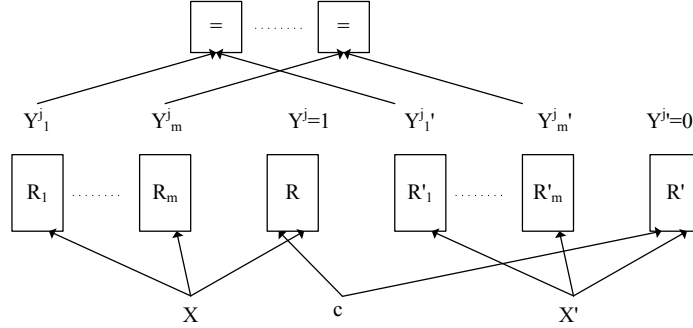 = ........ =
Y^j_1 Y^j_m Y^j=1 Y^j_1' Y^j_m' Y^j'=0
R_1 ........ R_m R R'_1 ........ R'_m R'
X c X'